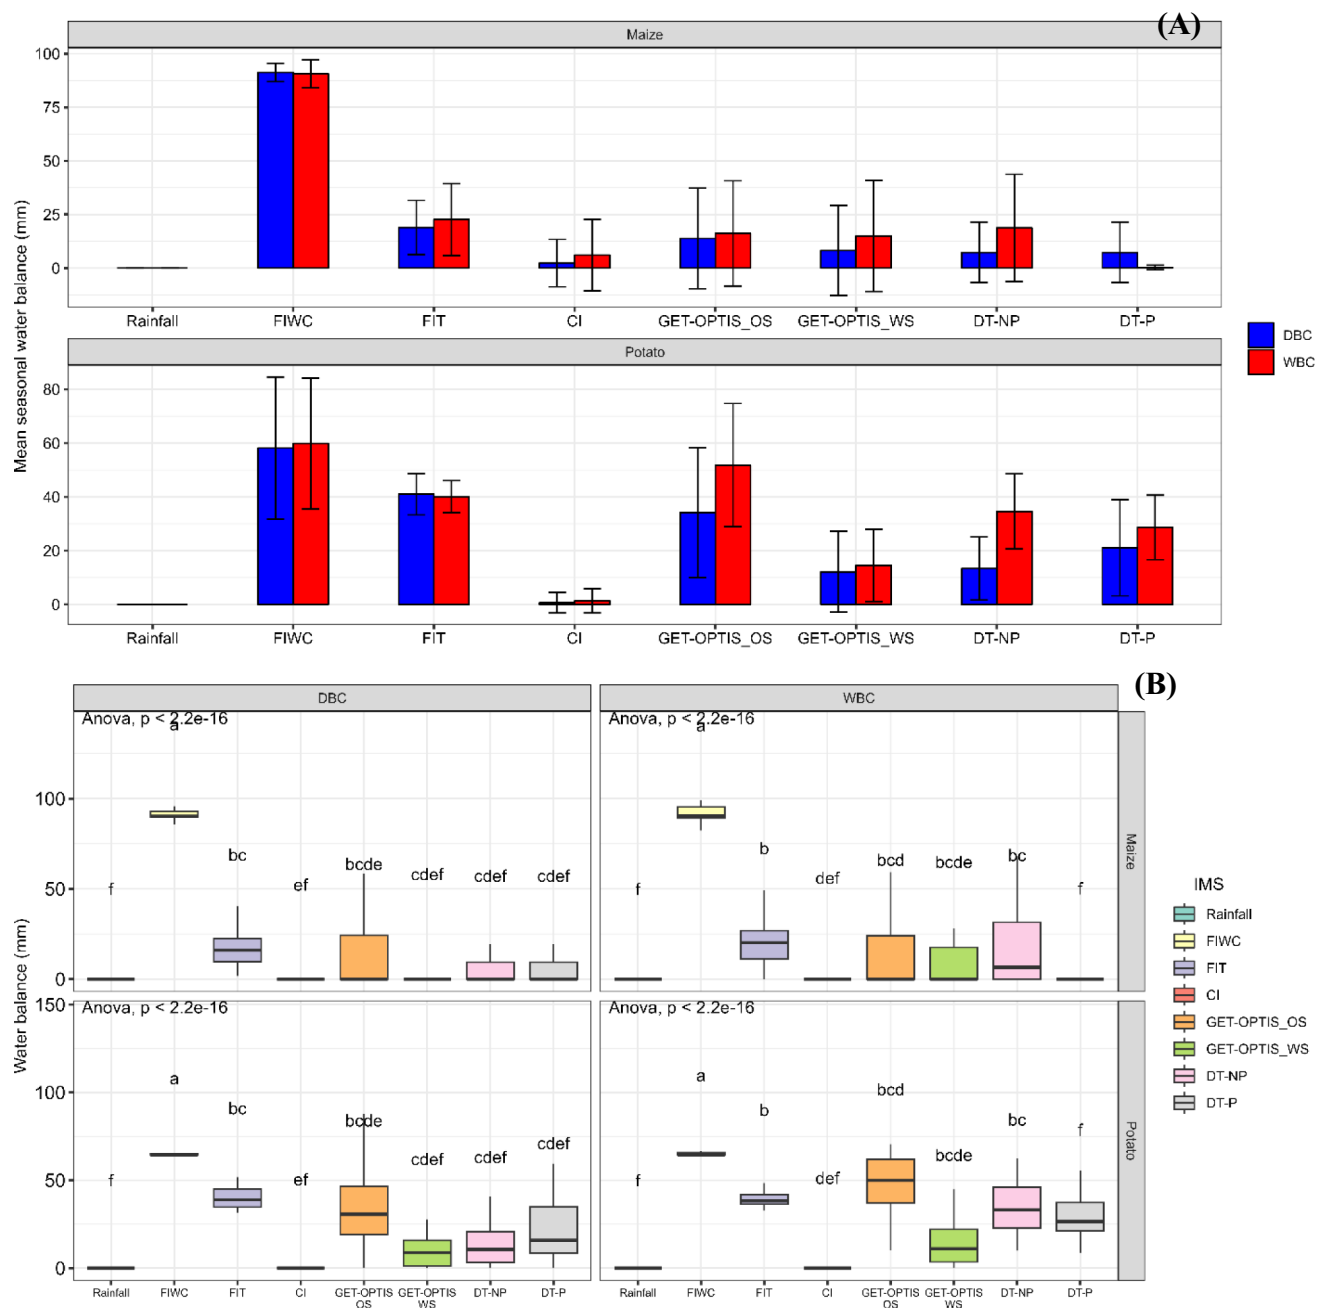 (A)
Maize
Mean seasonal water balance (mm)
100
75
50
25
0
Rainfall FIWC FIT CI GET-OPTIS_OS GET-OPTIS_WS DT-NP DT-P
Potato
80
60
40
20
0
Rainfall FIWC FIT CI GET-OPTIS_OS GET-OPTIS_WS DT-NP DT-P
DBC
WBC
(B)
DBC WBC
Water balance (mm)
Anova, p < 2.2e-16
a
f bc ef bcde cdef cdef cdef
100
50
0
Anova, p < 2.2e-16
a
f b def bcd bcde bc f
Maize
Anova, p < 2.2e-16
a
f bc ef bcde cdef cdef cdef
150
100
50
0
Anova, p < 2.2e-16
a
f b def bcd bcde bc f
Potato
Rainfall FIWC FIT CI GET-OPTIS OS GET-OPTIS WS DT-NP DT-P
Rainfall FIWC FIT CI GET-OPTIS OS GET-OPTIS WS DT-NP DT-P
IMS
Rainfall
FIWC
FIT
CI
GET-OPTIS_OS
GET-OPTIS_WS
DT-NP
DT-P